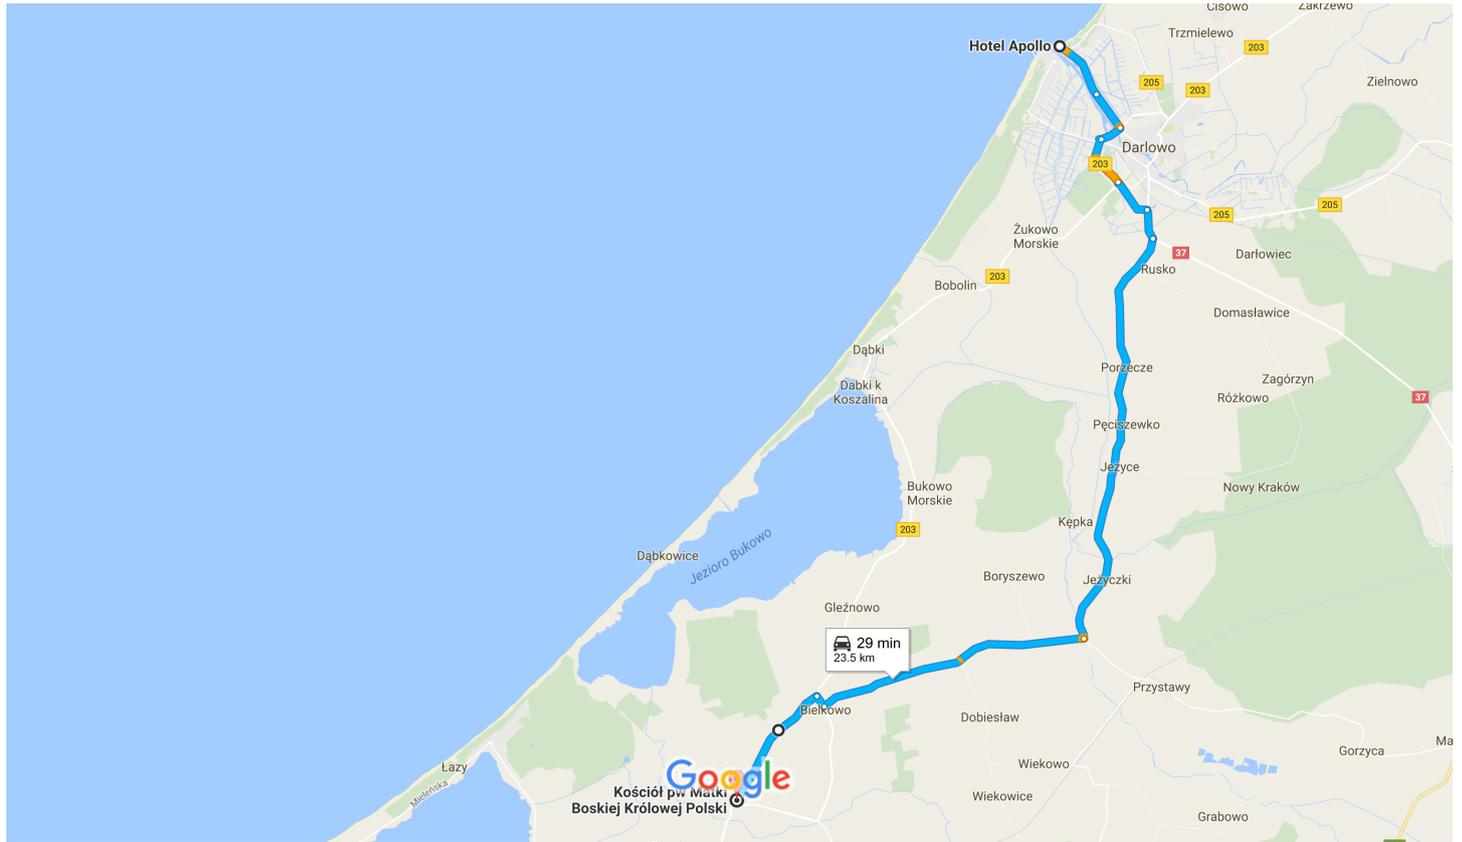 Cisowo
Zakrzewo
Trzmielewo
Hotel Apollo
203
205
203
Zielnowo
Darlowo
203
205
205
Żukowo
Morskie
37
Darłowiec
Rusko
203
Bobolin
Domasławice
Dąbki
Porzecze
Zagórzyn
Dabki k
Koszalina
Różkowo
37
Pęciszewko
Jeżyce
Bukowo
Morskie
Nowy Kraków
Kępka
203
Dąbkowice
Jezioro Bukowo
Boryszewo
Jeżyczki
Gleźnowo
29 min
23.5 km
Przystawy
Bielkowo
Dobiesław
Gorzyca
Ma
Łazy
Wiekowo
Google
Mieleńska
Kościół pw Matki
Boskiej Królowej Polski
Wiekowice
Grabowo